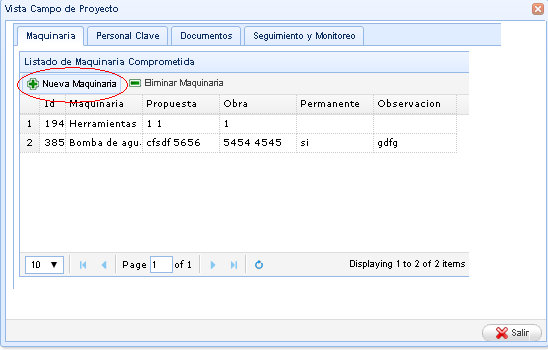 Vista Campo de Proyecto
Maquinaria Personal Clave Documentos Seguimiento y Monitoreo
Listado de Maquinaria Comprometida
Nueva Maquinaria Eliminar Maquinaria
Id Maquinaria Propuesta Obra Permanente Observacion
1 194 Herramientas 1 1 1
2 385 Bomba de agu. cfsdf 5656 5454 4545 si gdfg
10 Page 1 of 1 Displaying 1 to 2 of 2 items
Salir